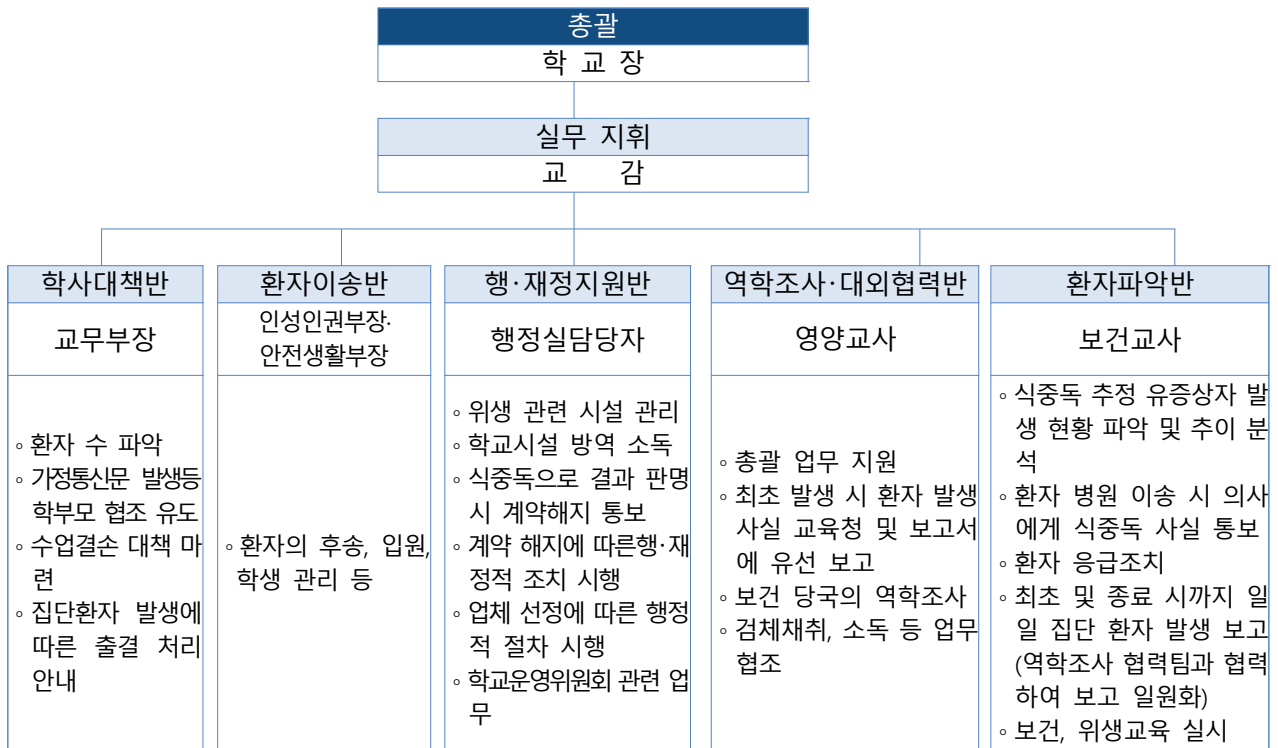 총괄
학 교 장
실무 지휘
교 감
학사대책반
교무부장
◦ 환자 수 파악
◦ 가정통신문 발생등
학부모 협조 유도
◦ 수업결손 대책 마
련
◦ 집단환자 발생에
따른 출결 처리
안내
환자이송반
인성인권부장·
안전생활부장
◦ 환자의 후송, 입원,
학생 관리 등
행·재정지원반
행정실담당자
◦ 위생 관련 시설 관리
◦ 학교시설 방역 소독
◦ 식중독으로 결과 판명
시 계약해지 통보
◦ 계약 해지에 따른행·재
정적 조치 시행
◦ 업체 선정에 따른 행정
적 절차 시행
◦ 학교운영위원회 관련 업
무
역학조사·대외협력반
영양교사
◦ 총괄 업무 지원
◦ 최초 발생 시 환자 발생
사실 교육청 및 보고서
에 유선 보고
◦ 보건 당국의 역학조사
◦ 검체채취, 소독 등 업무
협조
환자파악반
보건교사
◦ 식중독 추정 유증상자 발
생 현황 파악 및 추이 분
석
◦ 환자 병원 이송 시 의사
에게 식중독 사실 통보
◦ 환자 응급조치
◦ 최초 및 종료 시까지 일
일 집단 환자 발생 보고
(역학조사 협력팀과 협력
하여 보고 일원화)
◦ 보건, 위생교육 실시